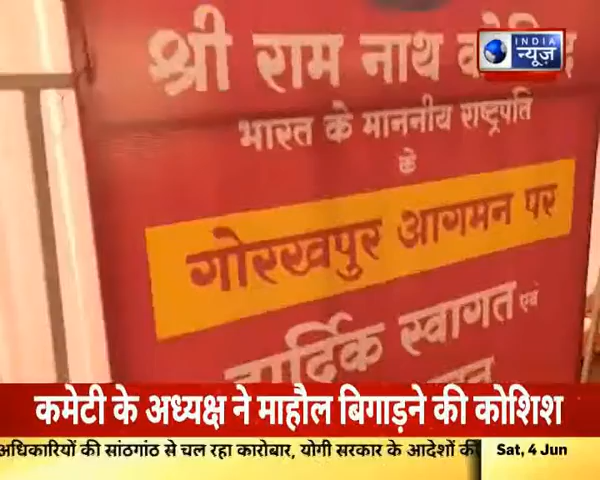 श्री राम नाथ
INDIA
न्यूज़
भारत के माननीय राष्ट्रपति
के
गोरखपुर आगमन पर
हार्दिक स्वागत एवं
कमेटी के अध्यक्ष ने माहौल बिगाड़ने की कोशिश
अधिकारियों की सांठगांठ से चल रहा कारोबार, योगी सरकार के आदेशों की
Sat, 4 Jun